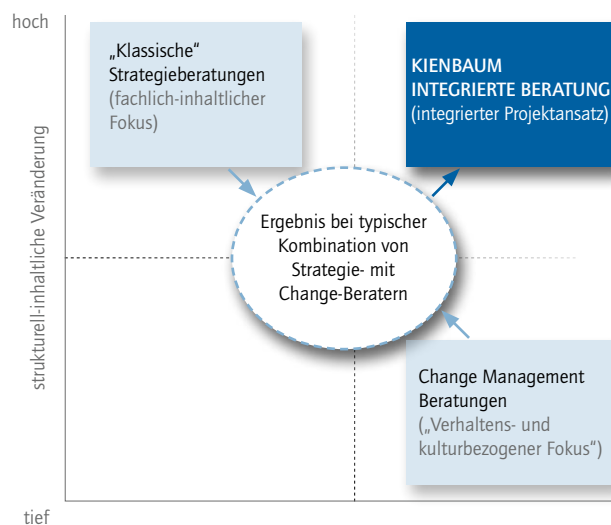 hoch
„Klassische“
Strategieberatungen
(fachlich-inhaltlicher
Fokus)
KIENBAUM
INTEGRIERTE BERATUNG
(integrierter Projektansatz)
strukturell-inhaltliche Veränderung
Ergebnis bei typischer
Kombination von
Strategie- mit
Change-Beratern
Change Management
Beratungen
(„Verhaltens- und
kulturbezogener Fokus“)
tief